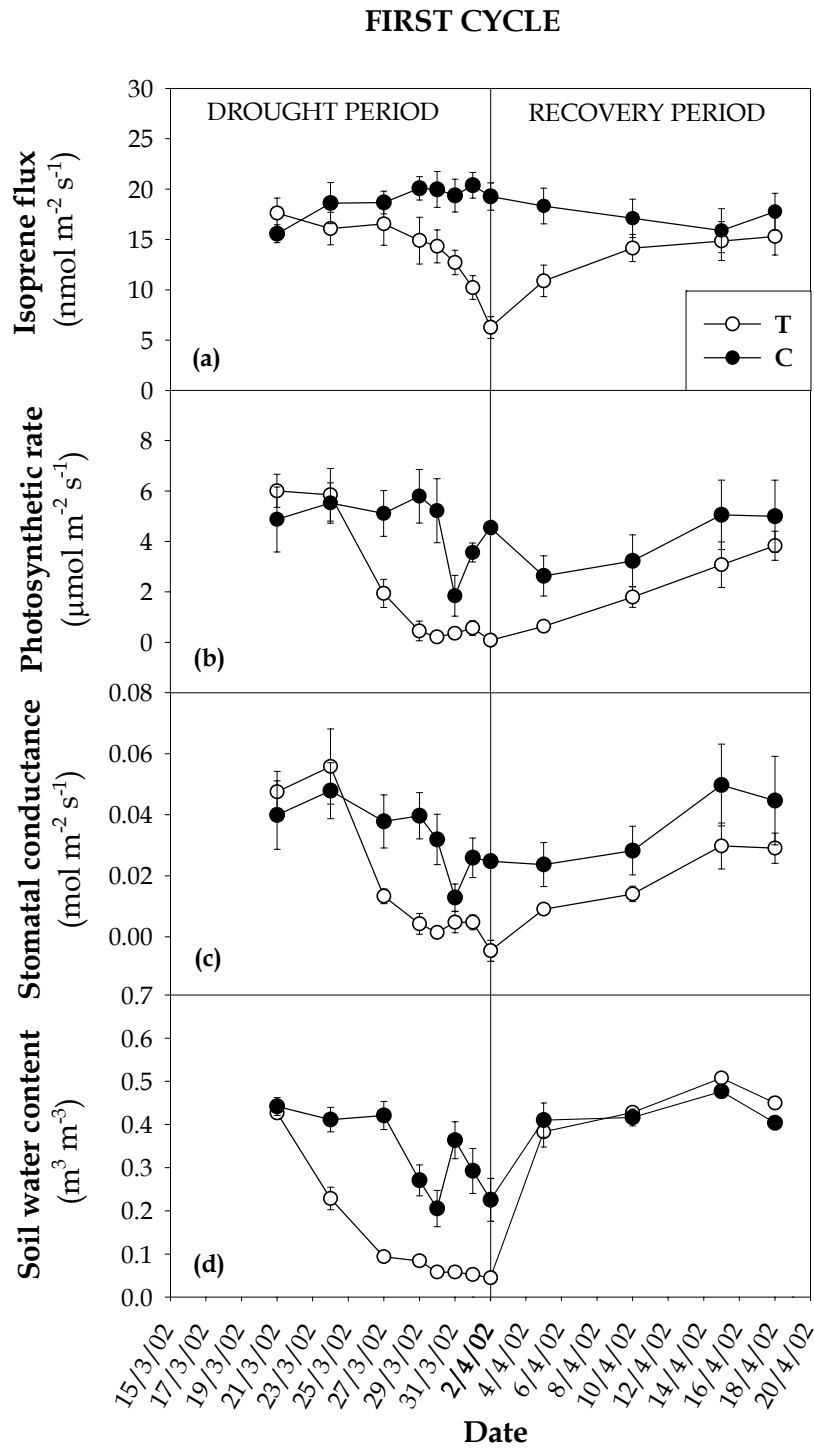 FIRST CYCLE
DROUGHT PERIOD
RECOVERY PERIOD
Isoprene flux
(nmol m⁻² s⁻¹)
30
25
20
15
10
5
0
(a)
T
C
Photosynthetic rate
(μmol m⁻² s⁻¹)
8
6
4
2
0
(b)
Stomatal conductance
(mol m⁻² s⁻¹)
0.08
0.06
0.04
0.02
0.00
(c)
Soil water content
(m³ m⁻³)
0.7
0.6
0.5
0.4
0.3
0.2
0.1
0.0
(d)
15/3/02
17/3/02
19/3/02
21/3/02
23/3/02
25/3/02
27/3/02
29/3/02
31/3/02
2/4/02
4/4/02
6/4/02
8/4/02
10/4/02
12/4/02
14/4/02
16/4/02
18/4/02
20/4/02
Date